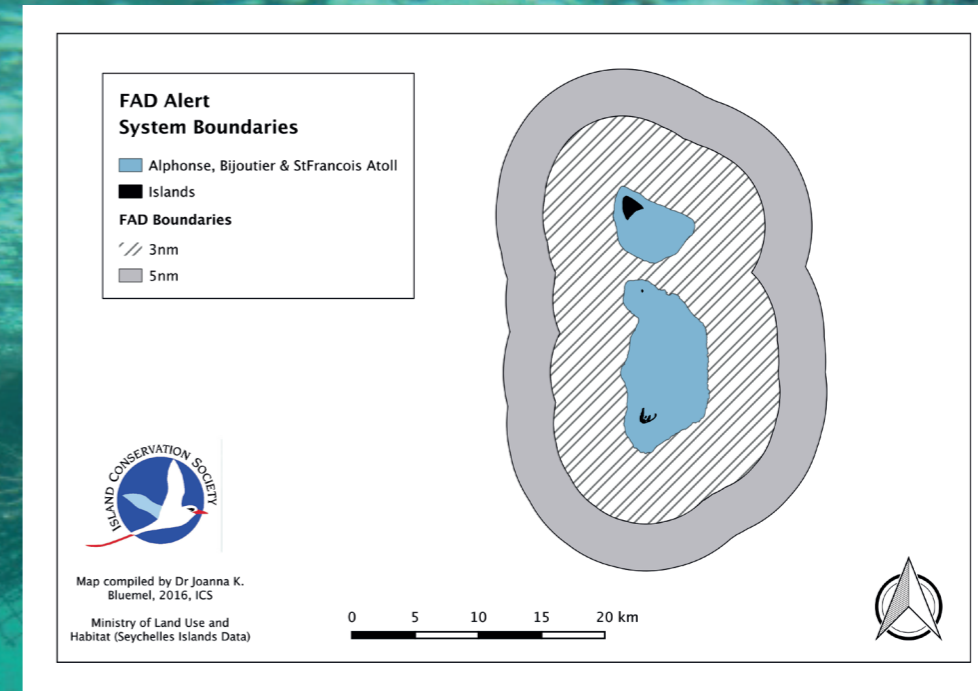 FAD Alert
System Boundaries
Alphonse, Bijoutier & StFrancois Atoll
Islands
FAD Boundaries
3nm
5nm
ISLAND CONSERVATION SOCIETY
Map compiled by Dr Joanna K.
Bluemel, 2016, ICS
Ministry of Land Use and
Habitat (Seychelles Islands Data)
0 5 10 15 20 km